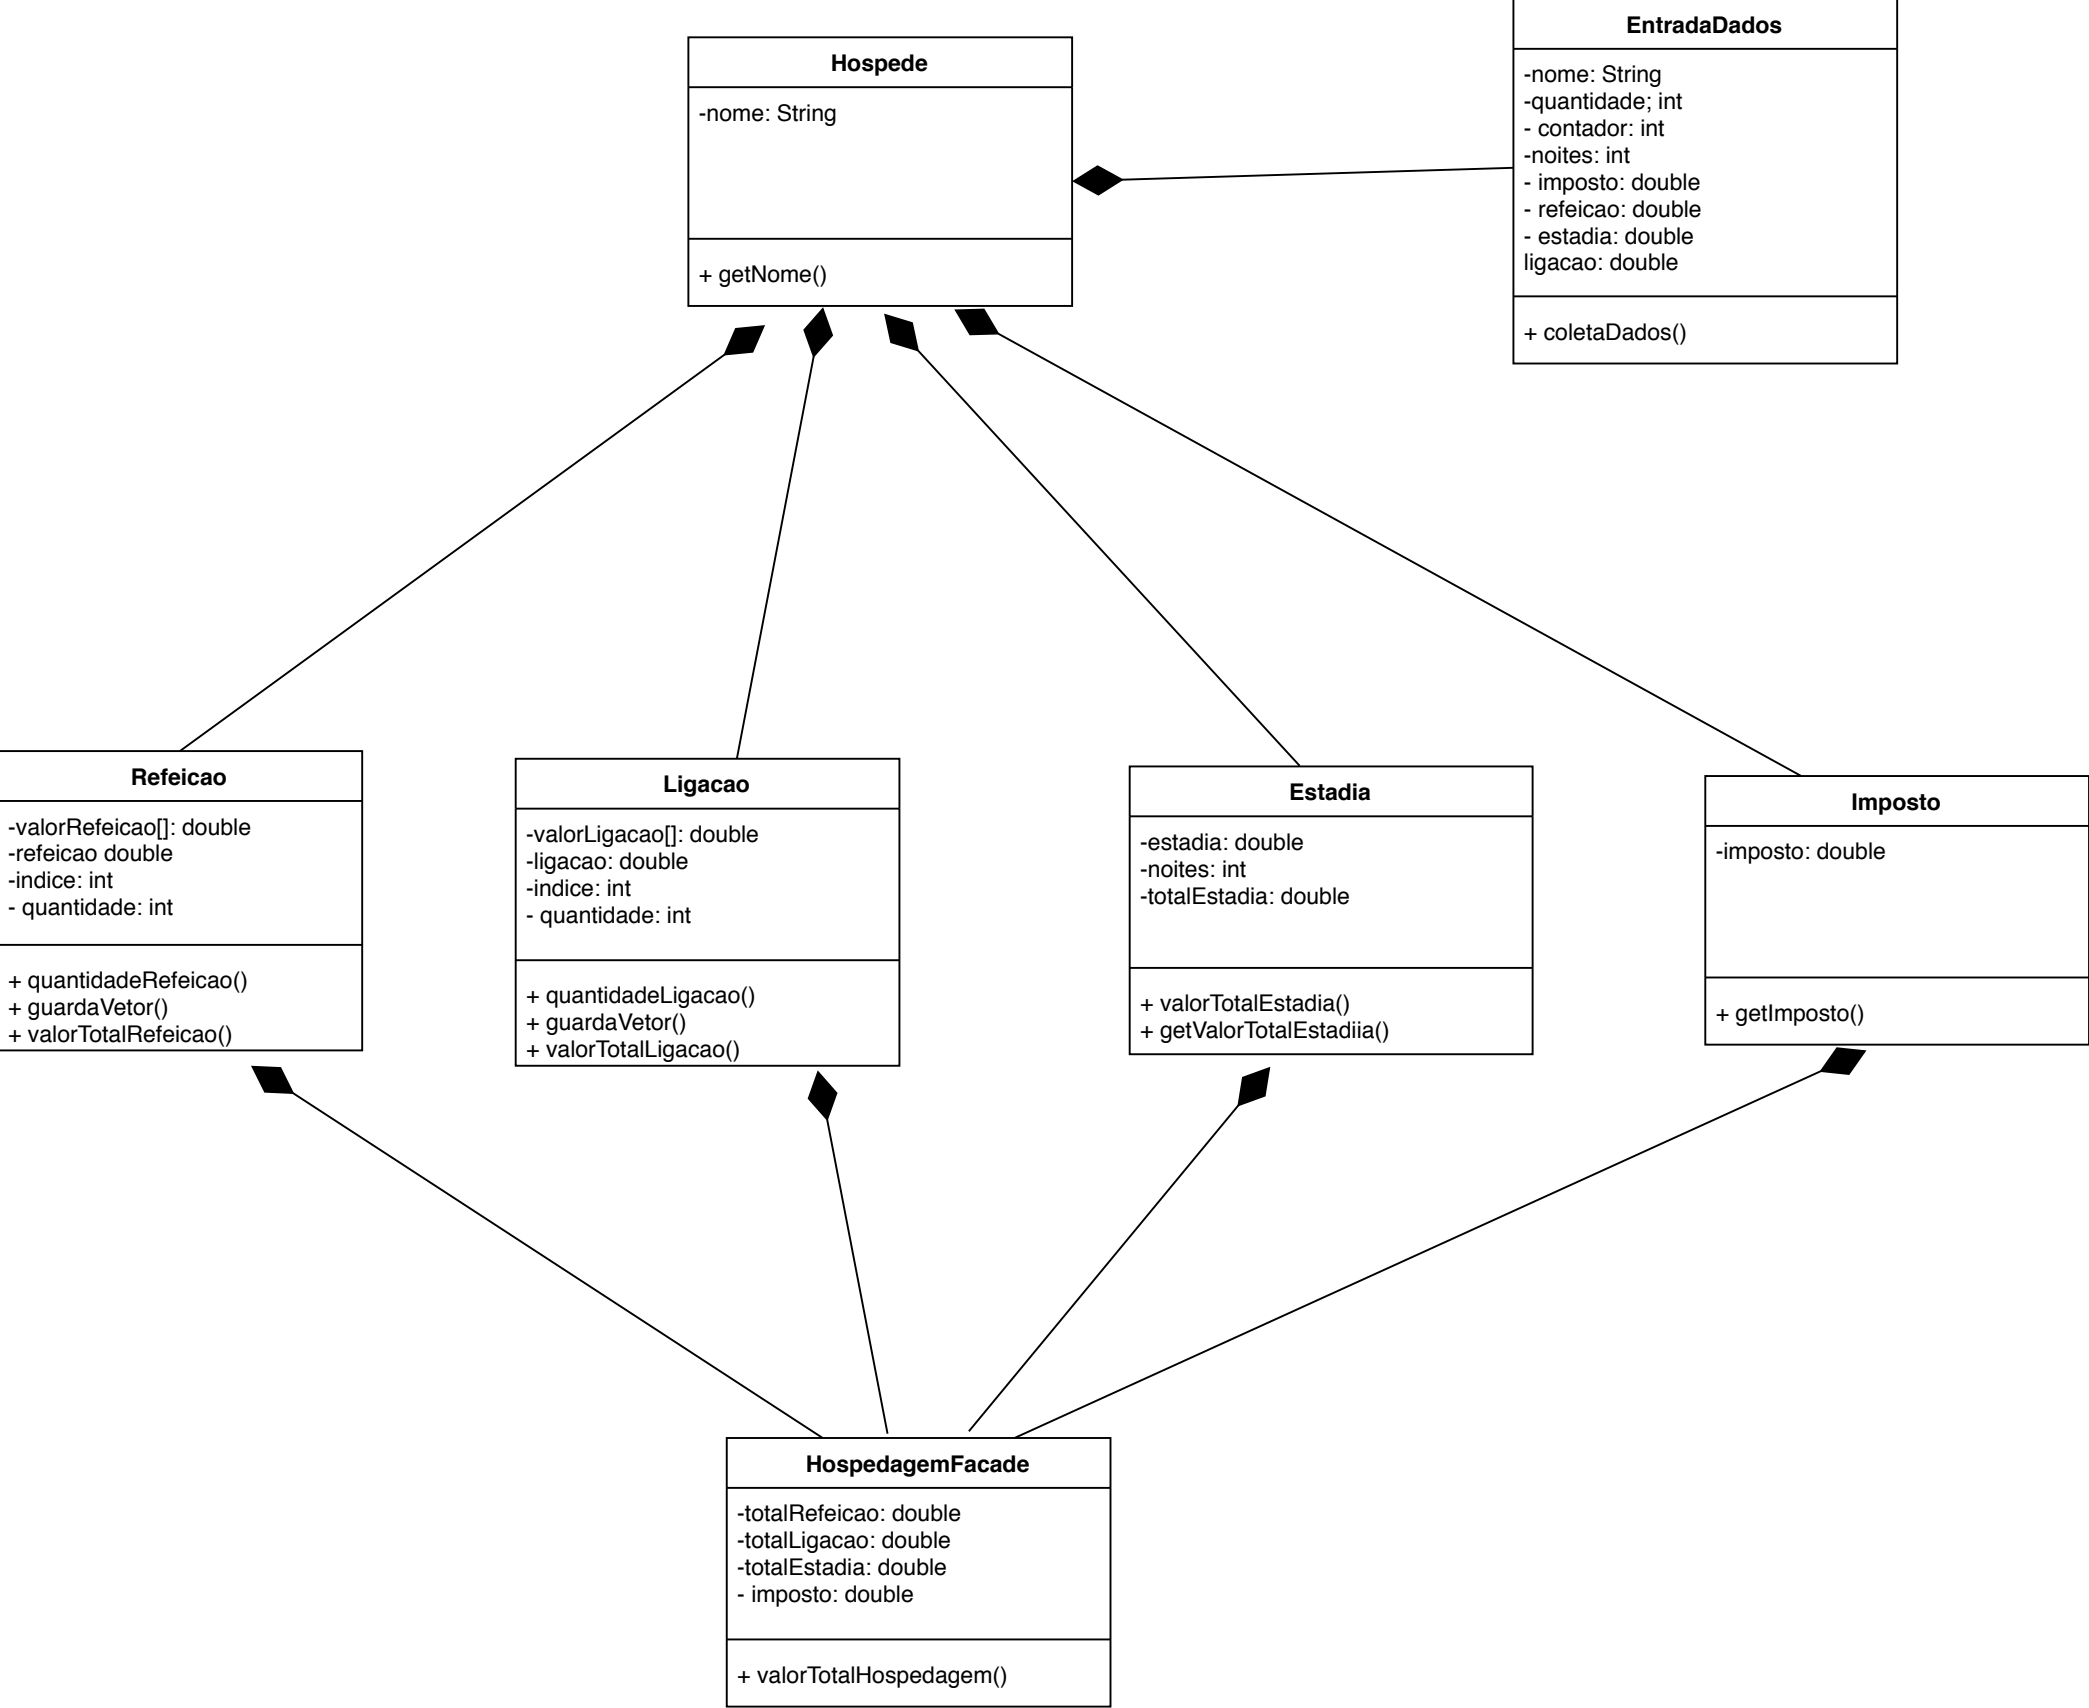 EntradaDados
-nome: String
-quantidade; int
- contador: int
-noites: int
- imposto: double
- refeicao: double
- estadia: double
ligacao: double
+ coletaDados()
Hospede
-nome: String
+ getNome()
Refeicao
-valorRefeicao[]: double
-refeicao double
-indice: int
- quantidade: int
+ quantidadeRefeicao()
+ guardaVetor()
+ valorTotalRefeicao()
Ligacao
-valorLigacao[]: double
-ligacao: double
-indice: int
- quantidade: int
+ quantidadeLigacao()
+ guardaVetor()
+ valorTotalLigacao()
Estadia
-estadia: double
-noites: int
-totalEstadia: double
+ valorTotalEstadia()
+ getValorTotalEstadiia()
Imposto
-imposto: double
+ getImposto()
HospedagemFacade
-totalRefeicao: double
-totalLigacao: double
-totalEstadia: double
- imposto: double
+ valorTotalHospedagem()